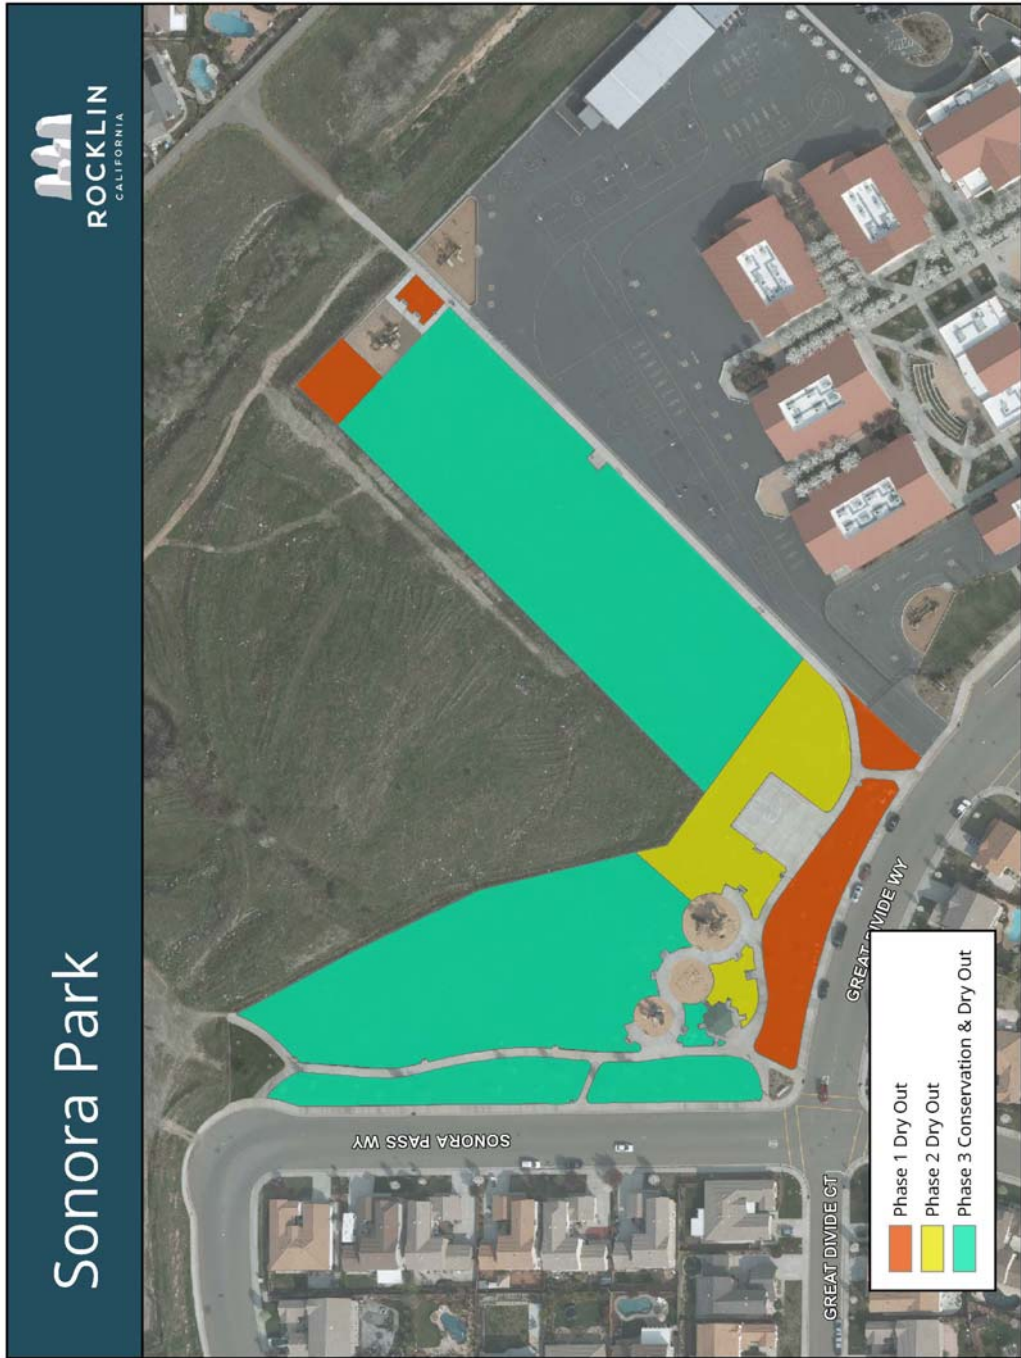 Sonora Park
ROCKLIN
CALIFORNIA
SONORA PASS WY
GREAT DIVIDE WY
GREAT DIVIDE CT
Phase 1 Dry Out
Phase 2 Dry Out
Phase 3 Conservation & Dry Out